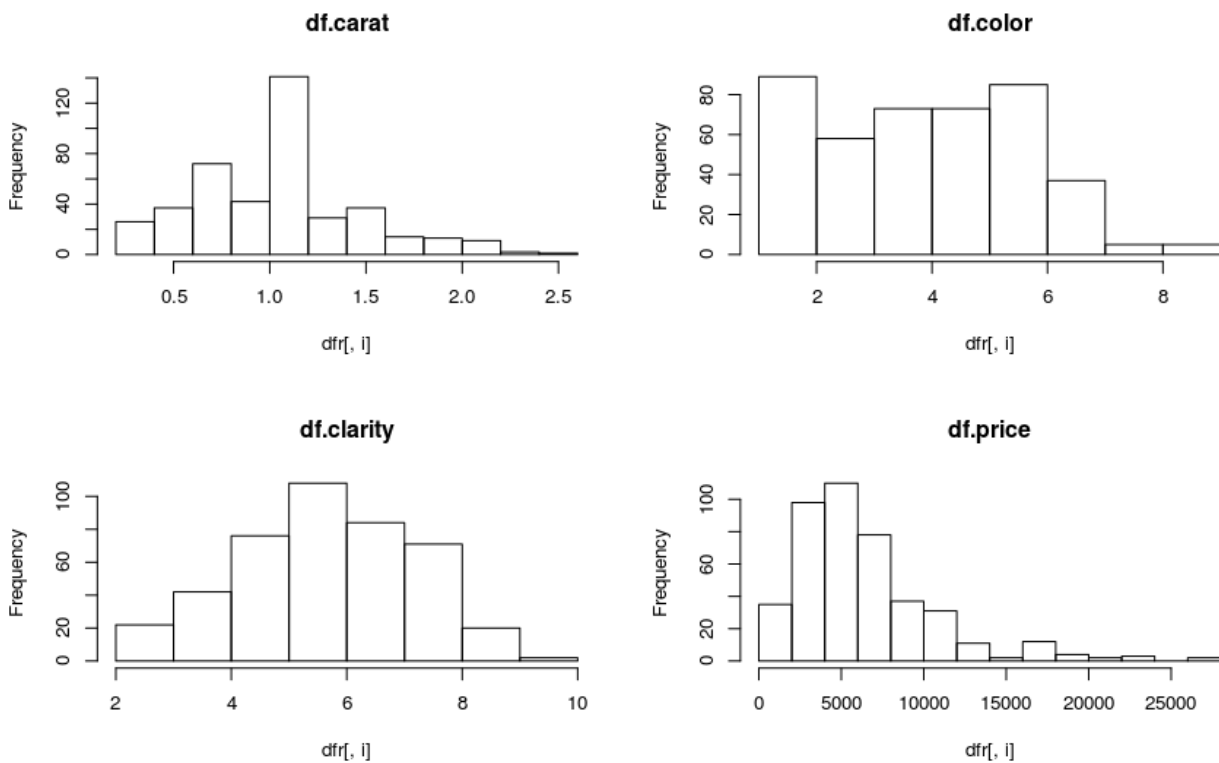 df.carat
Frequency
0 40 80 120
0.5 1.0 1.5 2.0 2.5
dfr[, i]
df.color
Frequency
0 20 40 60 80
2 4 6 8
dfr[, i]
df.clarity
Frequency
0 20 60 100
2 4 6 8 10
dfr[, i]
df.price
Frequency
0 20 60 100
0 5000 10000 15000 20000 25000
dfr[, i]